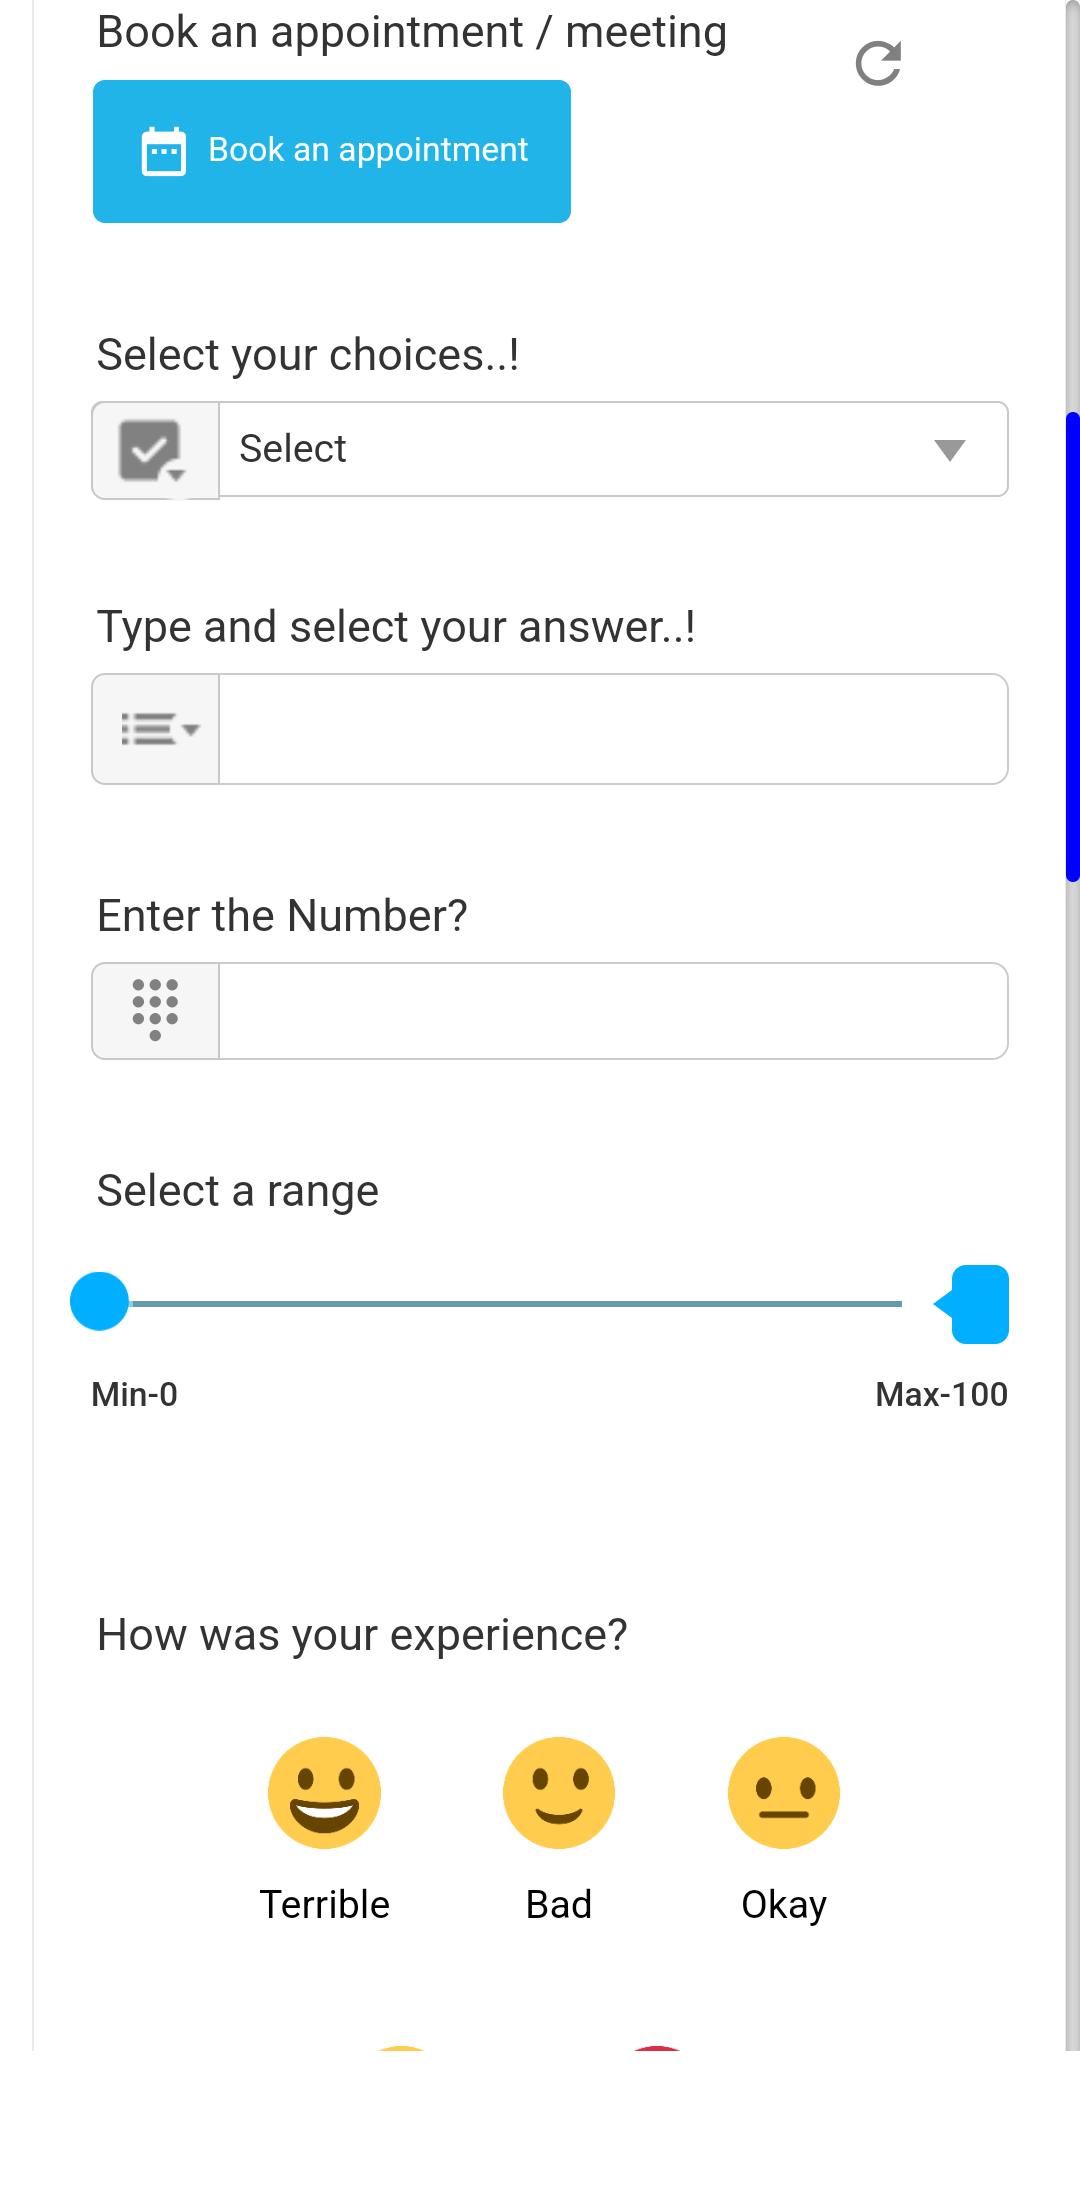 Book an appointment / meeting
Book an appointment
Select your choices..!
Select
Type and select your answer..!
Enter the Number?
Select a range
Min-0
Max-100
How was your experience?
Terrible
Bad
Okay